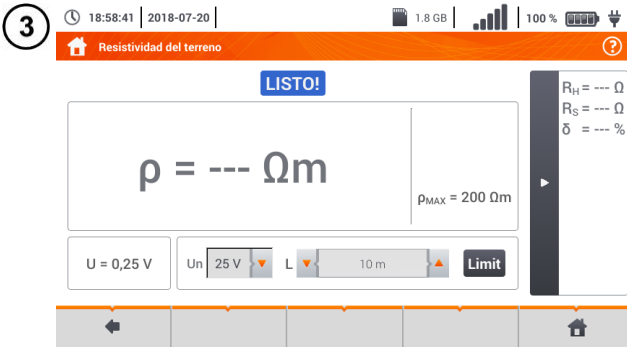 3
18:58:41 2018-07-20 1.8 GB 100 %
Resistividad del terreno ?
LISTO!
ρ = --- Ωm
ρMAX = 200 Ωm
RH = --- Ω
RS = --- Ω
δ = --- %
U = 0,25 V Un 25 V L 10 m Limit